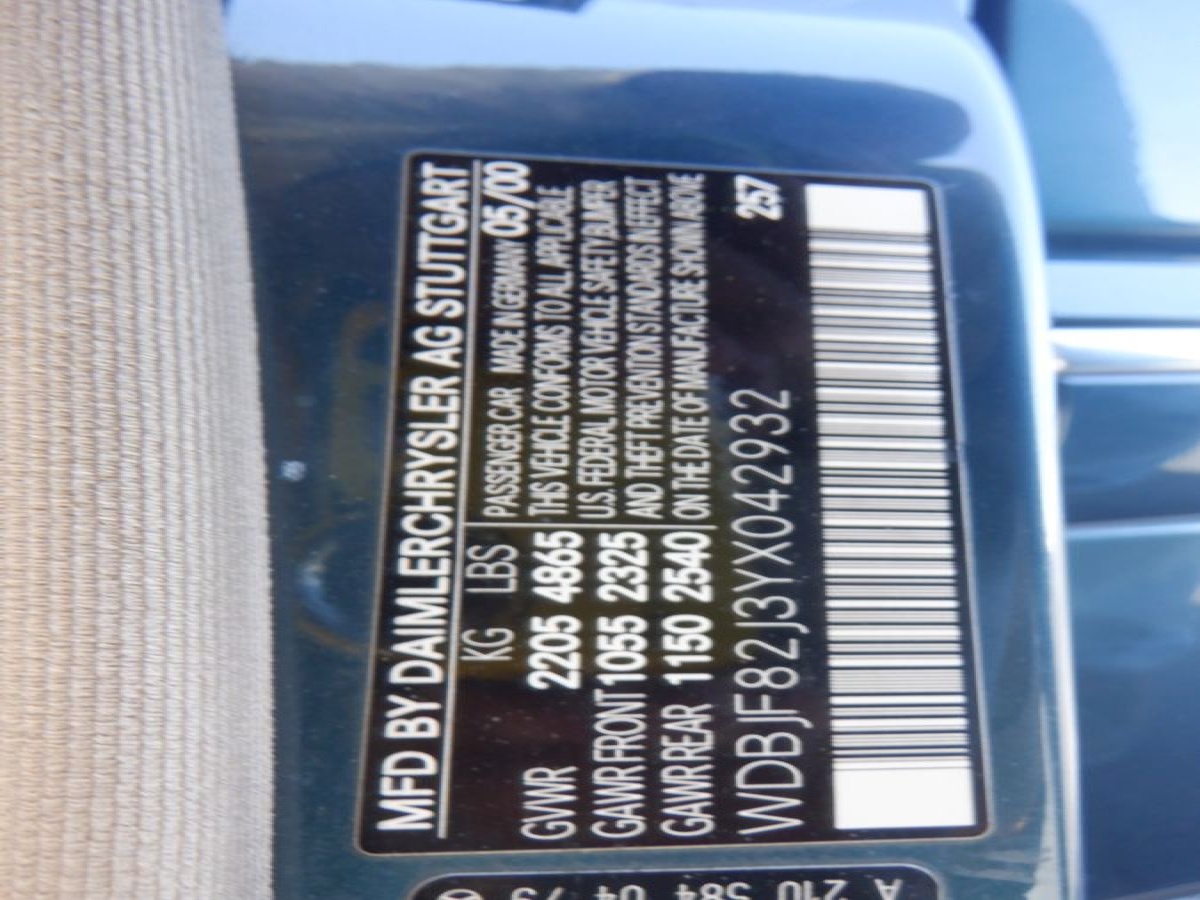 MFD BY DAIMLERCHRYSLER AG STUTTGART
KG LBS
GVWR 2205 4865
GAWR FRONT 1055 2325
GAWR REAR 1150 2540
PASSENGER CAR MADE IN GERMANY 05/00
THIS VEHICLE CONFORMS TO ALL APPLICABLE
U.S. FEDERAL MOTOR VEHICLE SAFETY BUMPER
AND THEFT PREVENTION STANDARDS IN EFFECT
ON THE DATE OF MANUFACTURE SHOWN ABOVE
WDBJF82J3YX042932 257
A 210 584